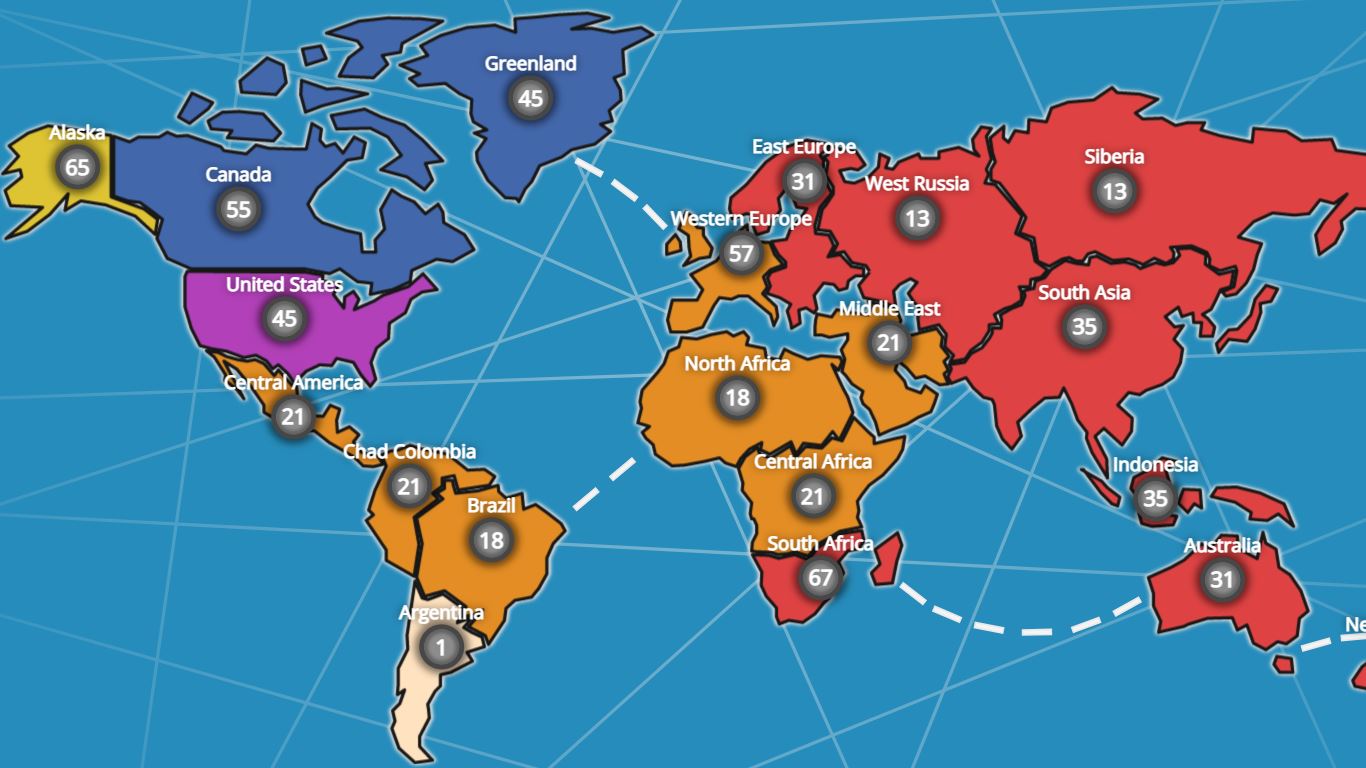 Greenland
45
Alaska
65
Canada
55
East Europe
31
Siberia
13
West Russia
13
Western Europe
57
United States
45
South Asia
35
Middle East
21
North Africa
18
Central America
21
Chad Colombia
21
Central Africa
21
Indonesia
35
Brazil
18
South Africa
67
Australia
31
Argentina
1
Ne